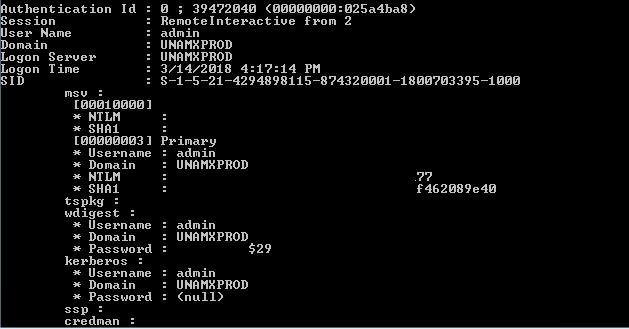 Authentication Id : 0 ; 39472040 (00000000:025a4ba8)
Session           : RemoteInteractive from 2
User Name         : admin
Domain            : UNAMXPROD
Logon Server      : UNAMXPROD
Logon Time        : 3/14/2018 4:17:14 PM
SID               : S-1-5-21-4294898115-874320001-1800703395-1000
msv :
[00010000]
* NTLM     :
* SHA1     :
[00000003] Primary
* Username : admin
* Domain   : UNAMXPROD
* NTLM     : 77
* SHA1     : f462089e40
tspkg :
wdigest :
* Username : admin
* Domain   : UNAMXPROD
* Password : $29
kerberos :
* Username : admin
* Domain   : UNAMXPROD
* Password : (null)
ssp :
credman :